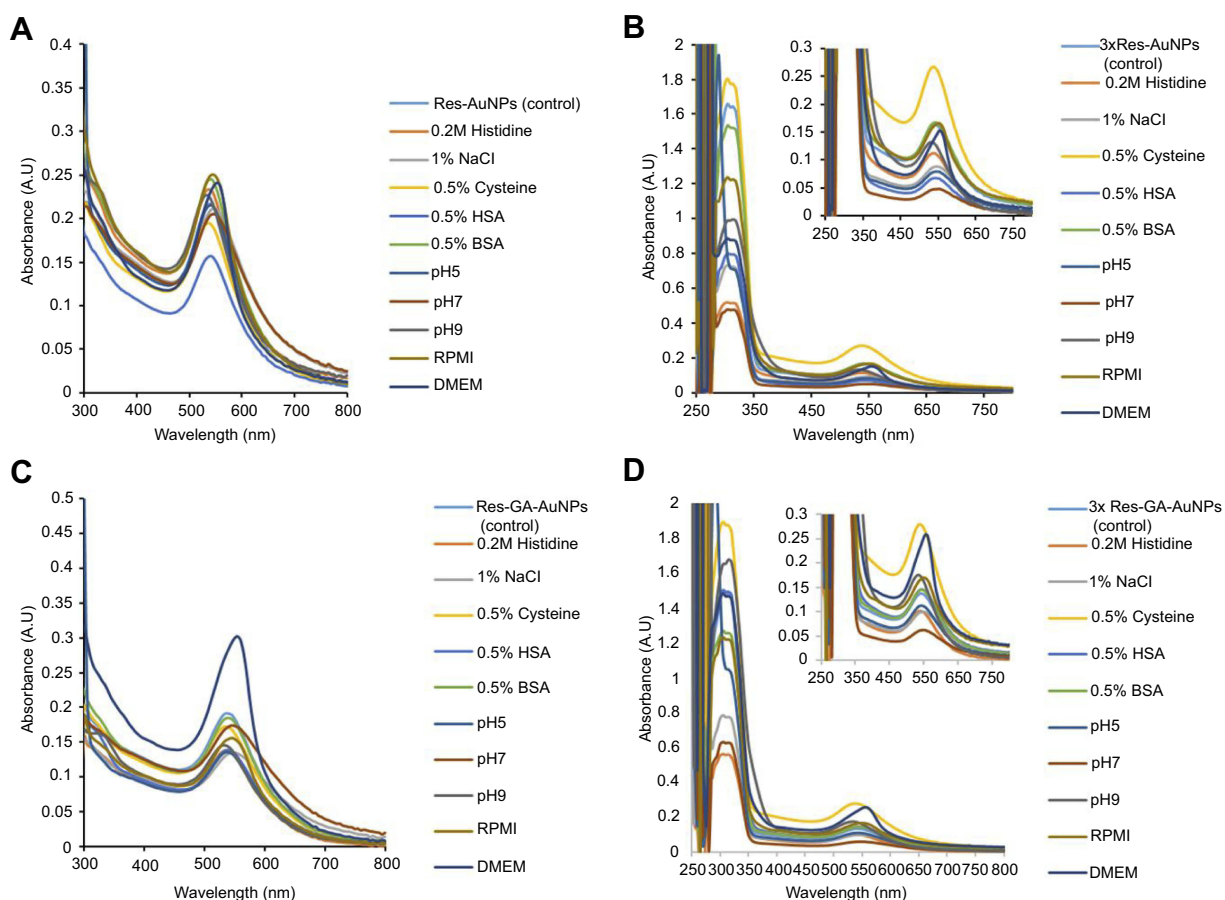 A
Absorbance (A.U)
0.4
0.35
0.3
0.25
0.2
0.15
0.1
0.05
0
300
400
500
600
700
800
Wavelength (nm)
Res-AuNPs (control)
0.2M Histidine
1% NaCl
0.5% Cysteine
0.5% HSA
0.5% BSA
pH5
pH7
pH9
RPMI
DMEM
B
Absorbance (A.U)
2
1.8
1.6
1.4
1.2
1
0.8
0.6
0.4
0.2
0
250
350
450
550
650
750
Wavelength (nm)
0.3
0.25
0.2
0.15
0.1
0.05
0
250
350
450
550
650
750
3xRes-AuNPs
(control)
0.2M Histidine
1% NaCl
0.5% Cysteine
0.5% HSA
0.5% BSA
pH5
pH7
pH9
RPMI
DMEM
C
Absorbance (A.U)
0.5
0.45
0.4
0.35
0.3
0.25
0.2
0.15
0.1
0.05
0
300
400
500
600
700
800
Wavelength (nm)
Res-GA-AuNPs
(control)
0.2M Histidine
1% NaCl
0.5% Cysteine
0.5% HSA
0.5% BSA
pH5
pH7
pH9
RPMI
DMEM
D
Absorbance (A.U)
2
1.8
1.6
1.4
1.2
1
0.8
0.6
0.4
0.2
0
250 300 350 400 450 500 550 600 650 700 750 800
Wavelength (nm)
0.3
0.25
0.2
0.15
0.1
0.05
0
250
350
450
550
650
750
3x Res-GA-AuNPs
(control)
0.2M Histidine
1% NaCl
0.5% Cysteine
0.5% HSA
0.5% BSA
pH5
pH7
pH9
RPMI
DMEM